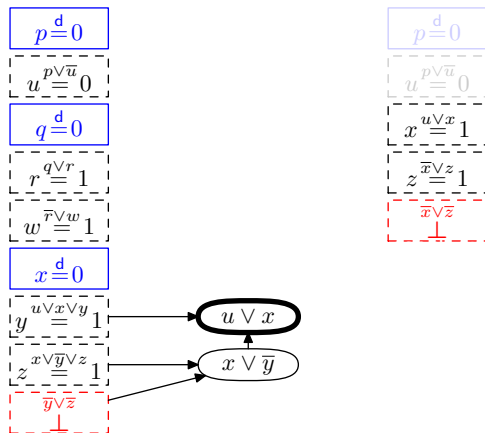 p =ᵈ 0
u =^{p∨u̅} 0
q =ᵈ 0
r =^{q∨r} 1
w =^{r̅∨w} 1
x =ᵈ 0
y =^{u∨x∨y} 1
z =^{x∨y̅∨z} 1
y̅∨z̅
⊥
u ∨ x
x ∨ y̅
p =ᵈ 0
u =^{p∨u̅} 0
x =^{u∨x} 1
z =^{x̅∨z} 1
x̅∨z̅
⊥